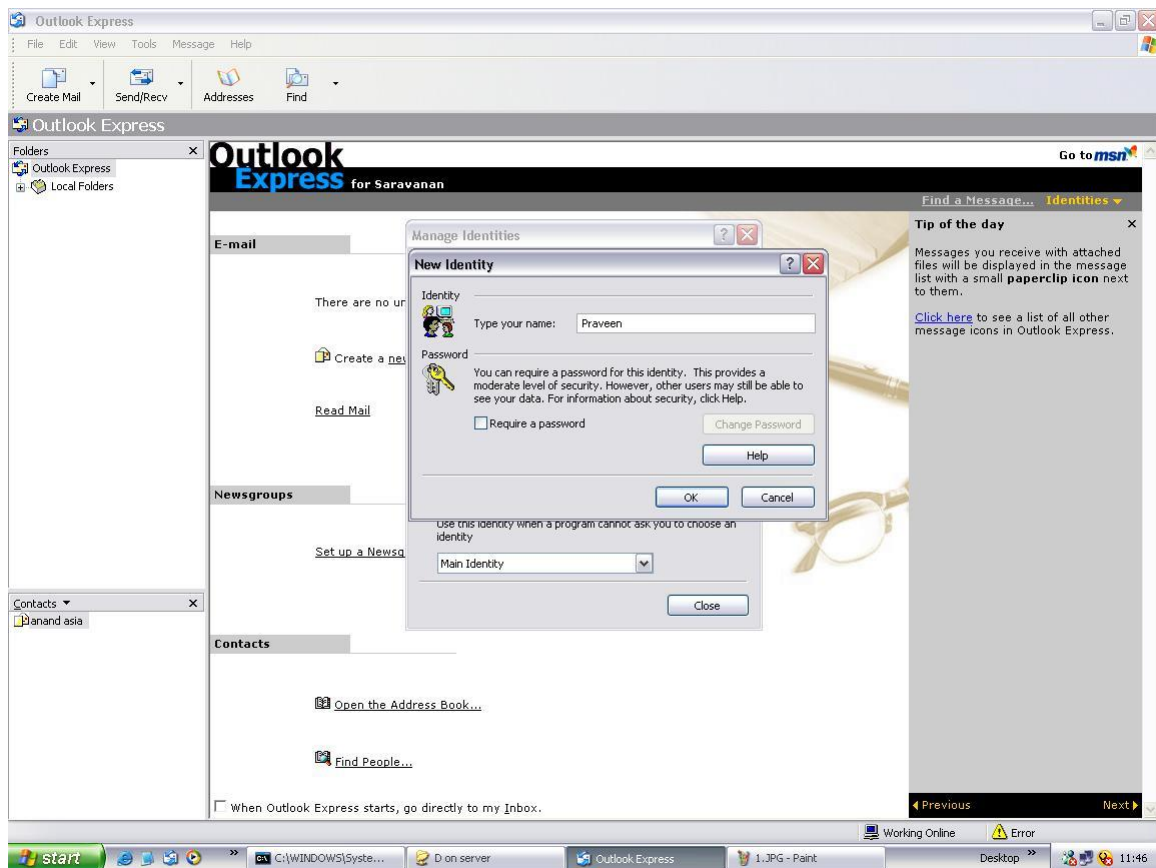 Outlook Express
File Edit View Tools Message Help
Create Mail Send/Recv Addresses Find
Outlook Express
Folders
Outlook Express
Local Folders
Contacts
anand asia
Outlook
Express for Saravanan
Go to msn
Find a Message... Identities
E-mail
There are no un
Create a new
Read Mail
Newsgroups
Set up a Newsg
Contacts
Open the Address Book...
Find People...
When Outlook Express starts, go directly to my Inbox.
Manage Identities
New Identity
Identity
Type your name: Praveen
Password
You can require a password for this identity. This provides a
moderate level of security. However, other users may still be able to
see your data. For information about security, click Help.
Require a password
Change Password
Help
OK Cancel
Use this identity when a program cannot ask you to choose an
identity
Main Identity
Close
Tip of the day
Messages you receive with attached
files will be displayed in the message
list with a small paperclip icon next
to them.
Click here to see a list of all other
message icons in Outlook Express.
Previous Next
Working Online Error
start C:\WINDOWS\Syste... D on server Outlook Express 1.JPG - Paint Desktop 11:46